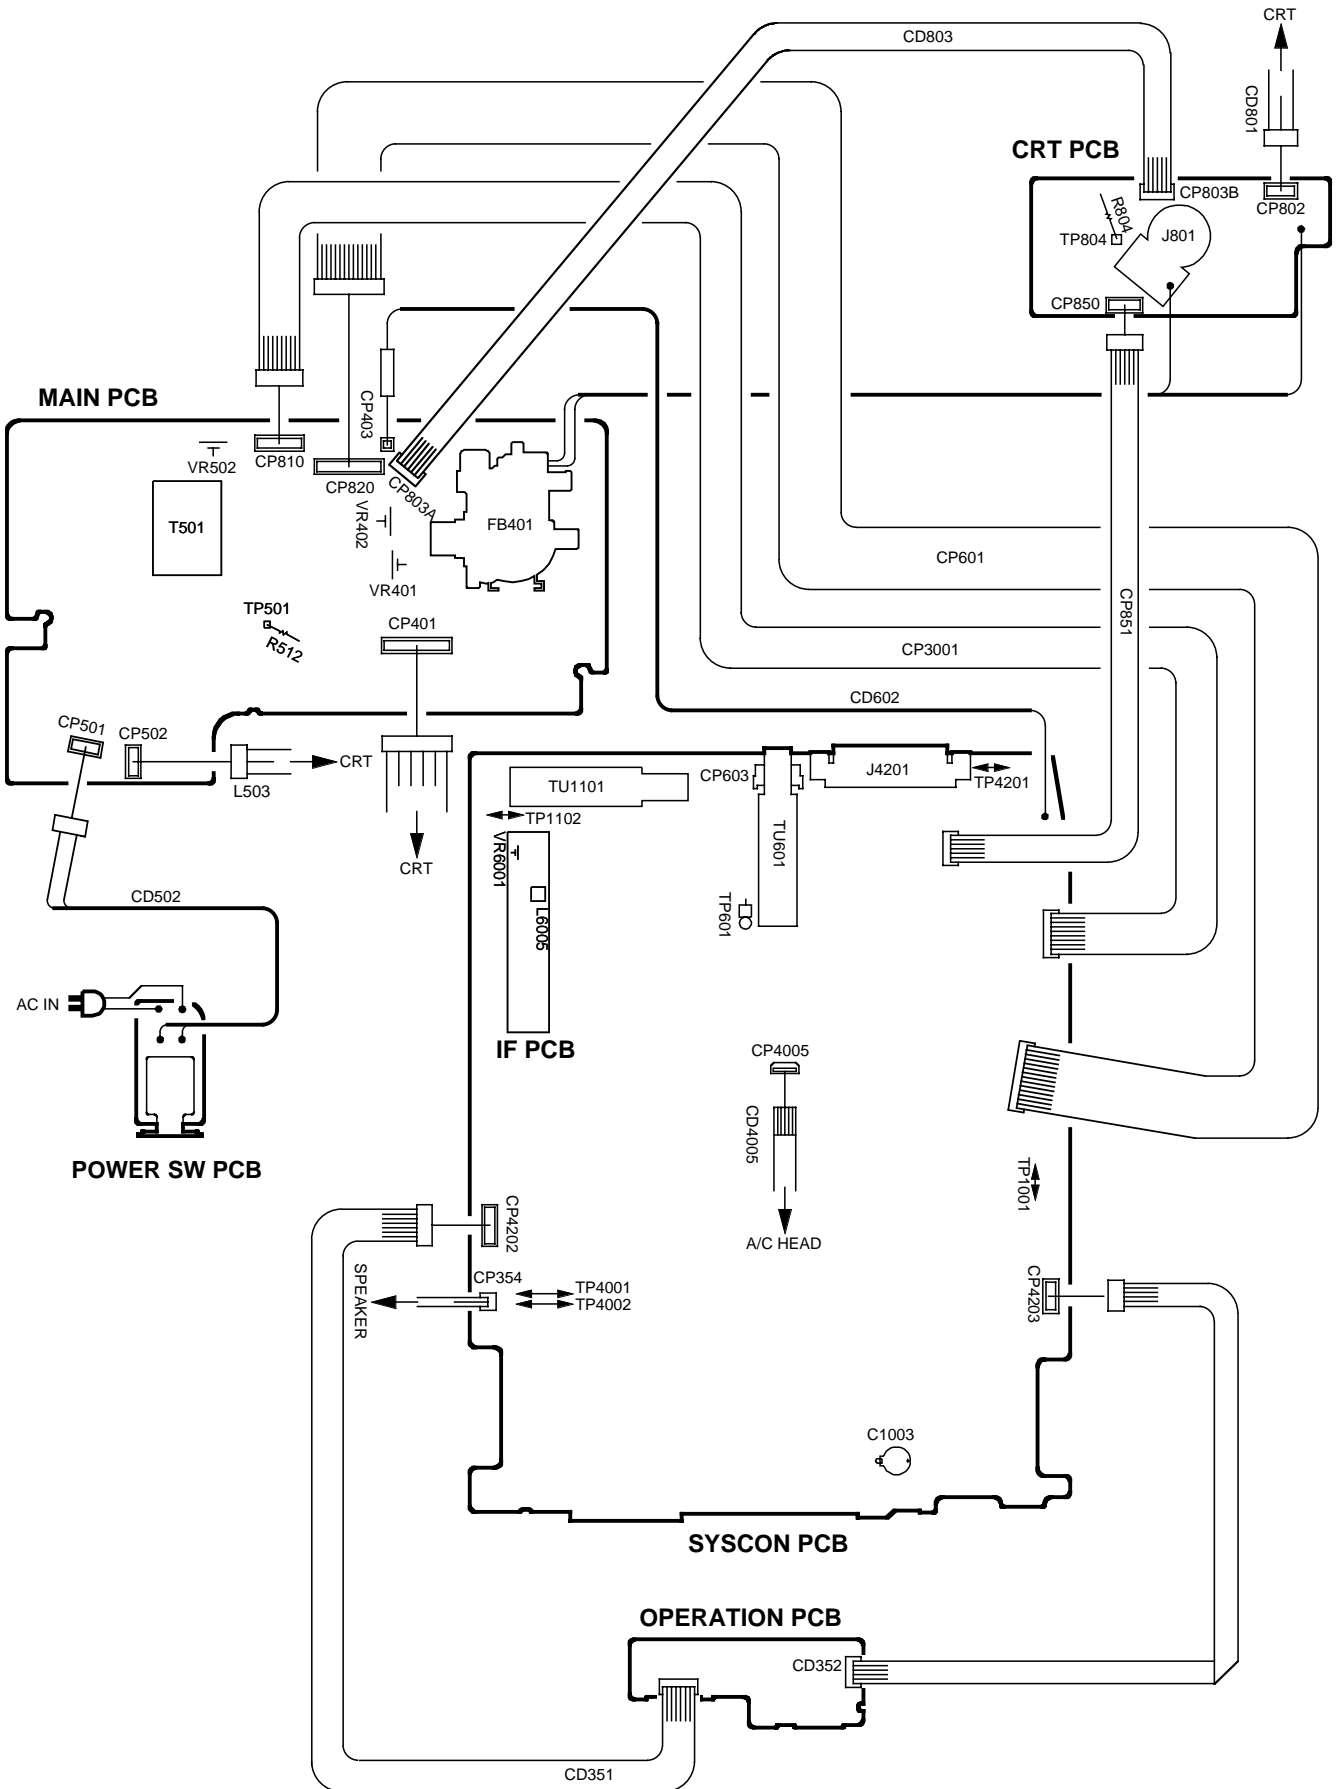 CRT
CD803
CD801
CRT PCB
CP803B
CP802
R804
TP804
J801
CP850
MAIN PCB
CP403
VR502
CP810
CP820
CP803A
T501
VR402
FB401
VR401
CP601
CP851
TP501
R512
CP401
CP3001
CD602
CP501
CP502
CRT
L503
CP603
J4201
TP4201
TU1101
TP1102
VR6001
TU601
CRT
CD502
L6005
TP601
AC IN
IF PCB
CP4005
CD4005
POWER SW PCB
TP1001
CP4202
A/C HEAD
SPEAKER
CP354
TP4001
TP4002
CP4203
C1003
SYSCON PCB
OPERATION PCB
CD352
CD351